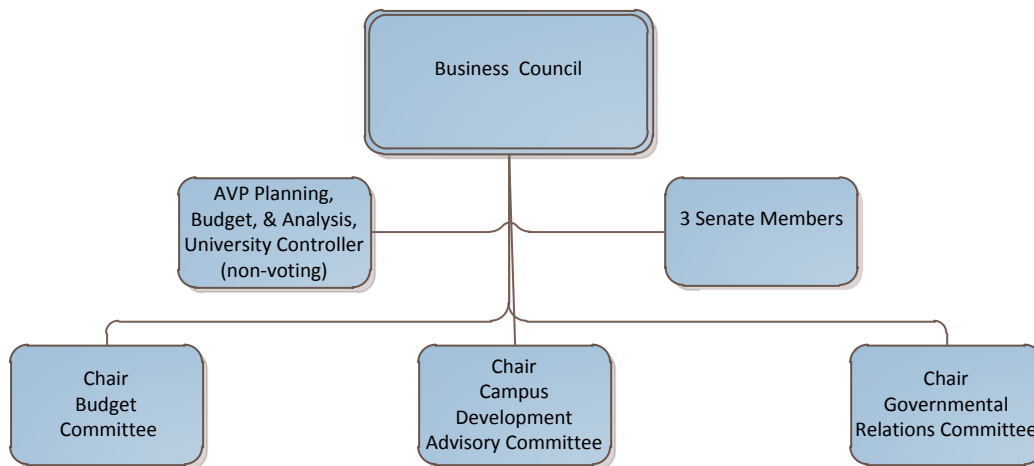 Business Council
AVP Planning,
Budget, & Analysis,
University Controller
(non-voting)
3 Senate Members
Chair
Budget
Committee
Chair
Campus
Development
Advisory Committee
Chair
Governmental
Relations Committee